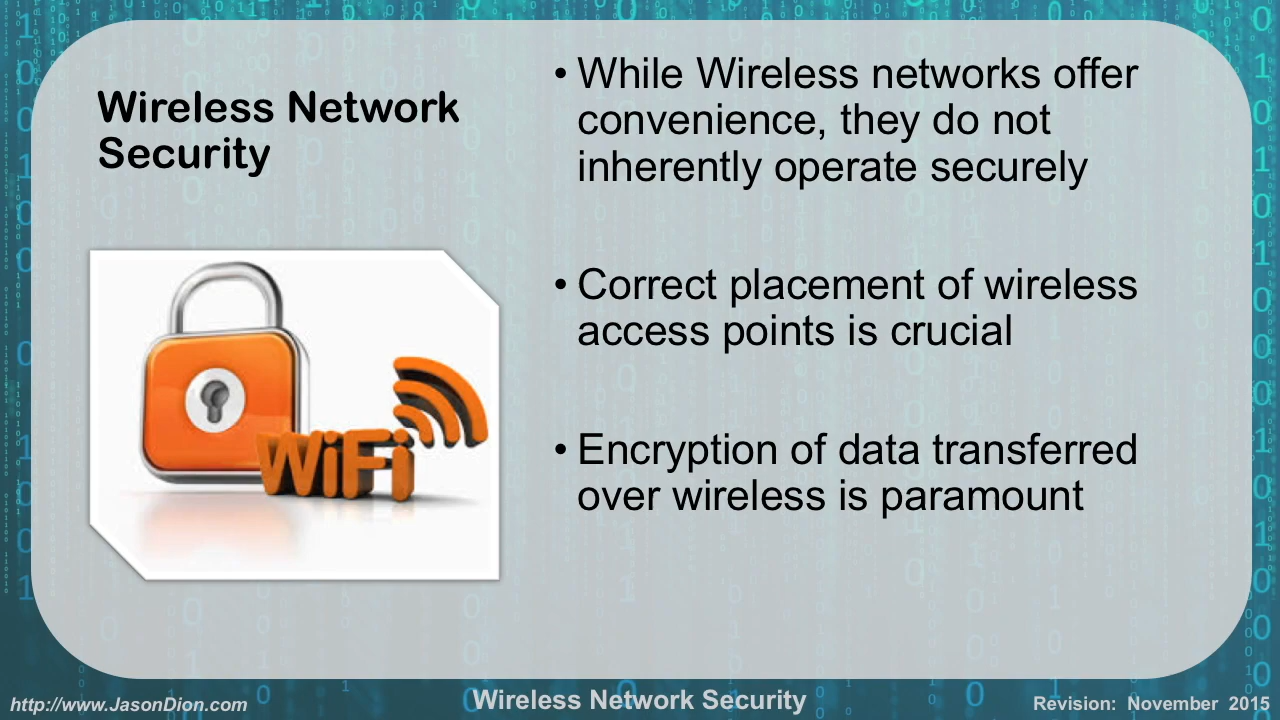 Wireless Network
Security
• While Wireless networks offer
convenience, they do not
inherently operate securely
• Correct placement of wireless
access points is crucial
• Encryption of data transferred
over wireless is paramount
WiFi
http://www.JasonDion.com
Wireless Network Security
Revision: November 2015